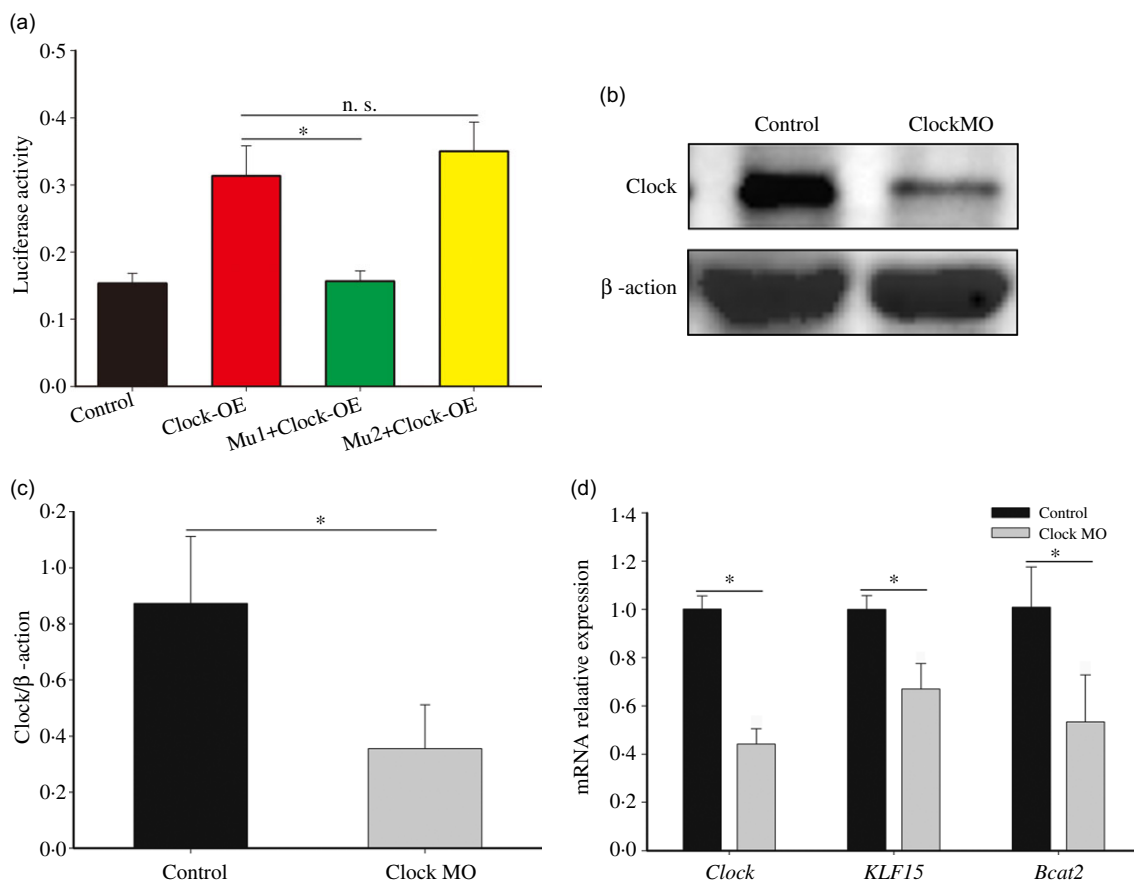 (a)
0·5
0·4
0·3
0·2
0·1
0·0
Luciferase activity
n. s.
*
Control
Clock-OE
Mu1+Clock-OE
Mu2+Clock-OE
(b)
Control ClockMO
Clock
β -action
(c)
0·2
1·0
0·8
0·6
0·4
0·2
0·0
Clock/β -action
*
Control
Clock MO
(d)
1·4
1·2
1·0
0·8
0·6
0·4
0·2
0·0
mRNA relaative expression
Control
Clock MO
* * *
Clock KLF15 Bcat2